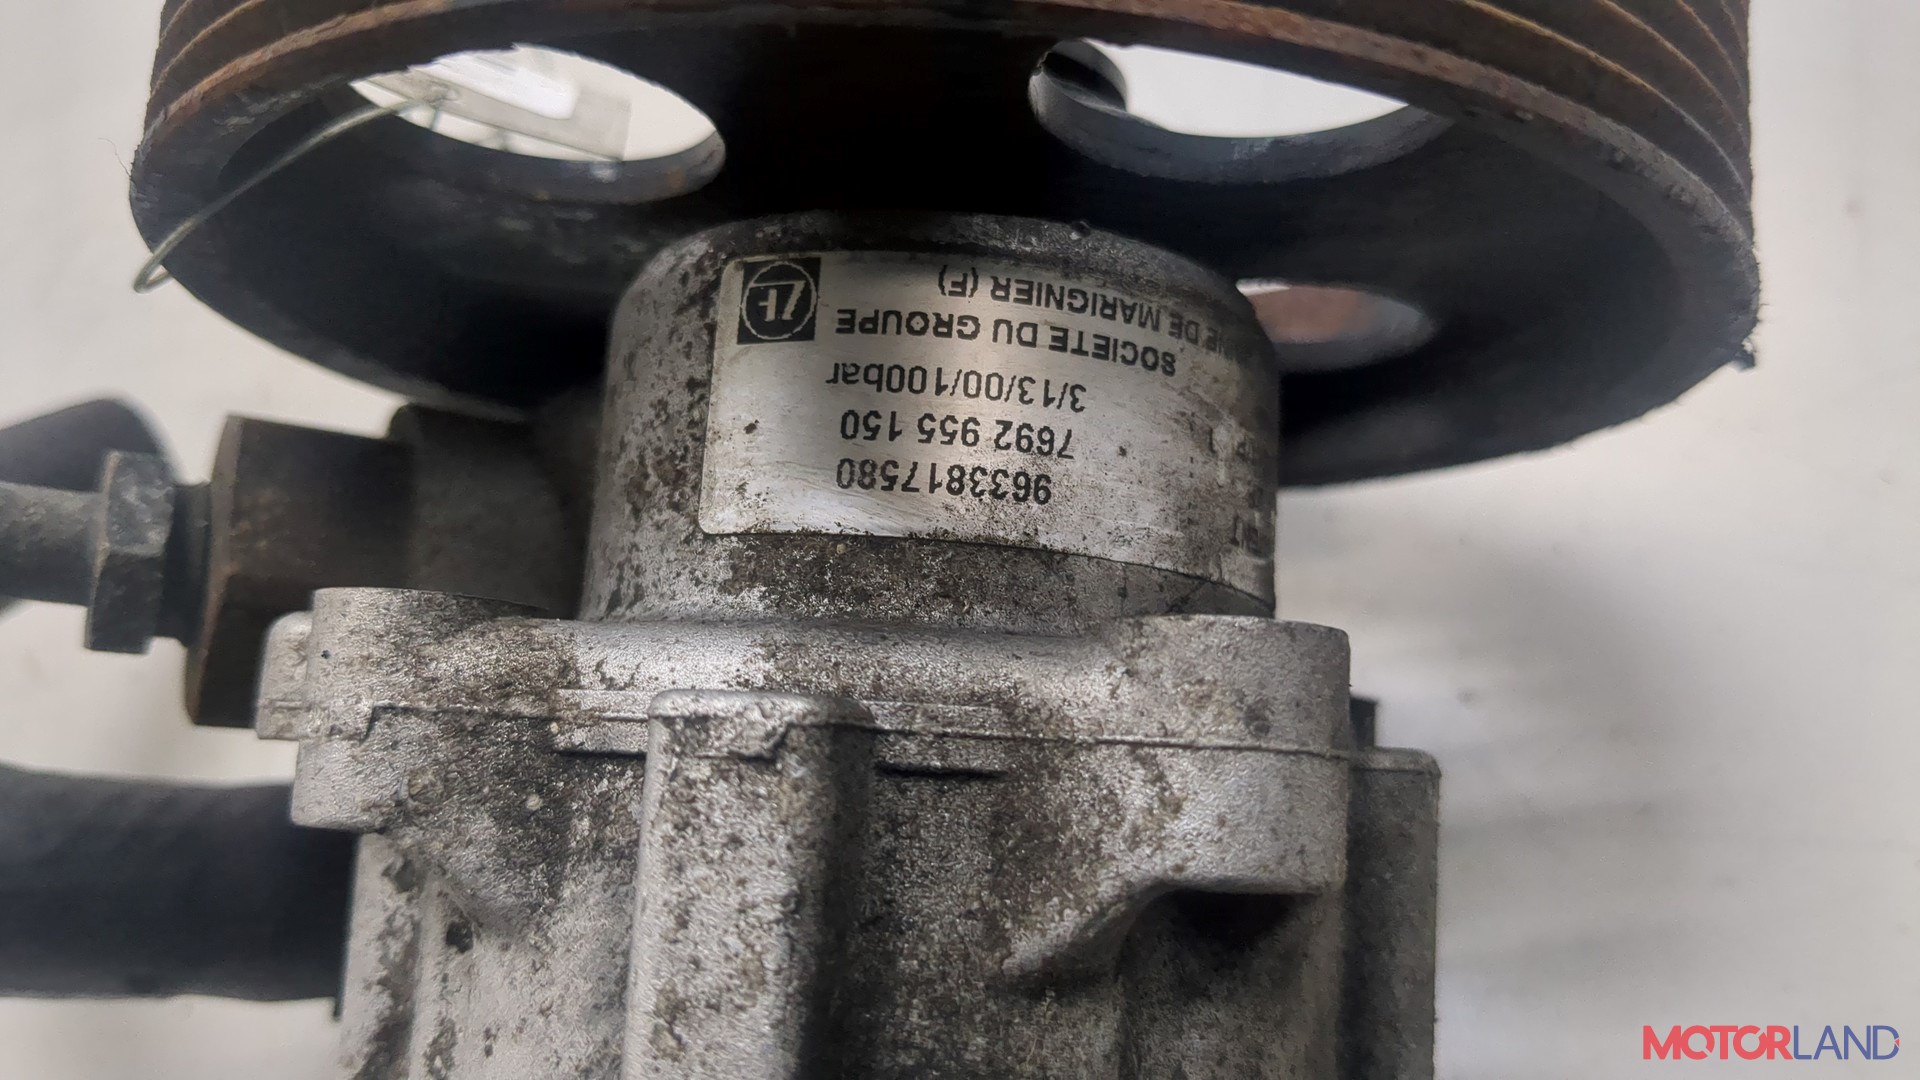 9633817580
7692 955 150
3/13/00/100bar
SOCIETE DU GROUPE
ZF
DE MARIGNIER (F)
MOTORLAND